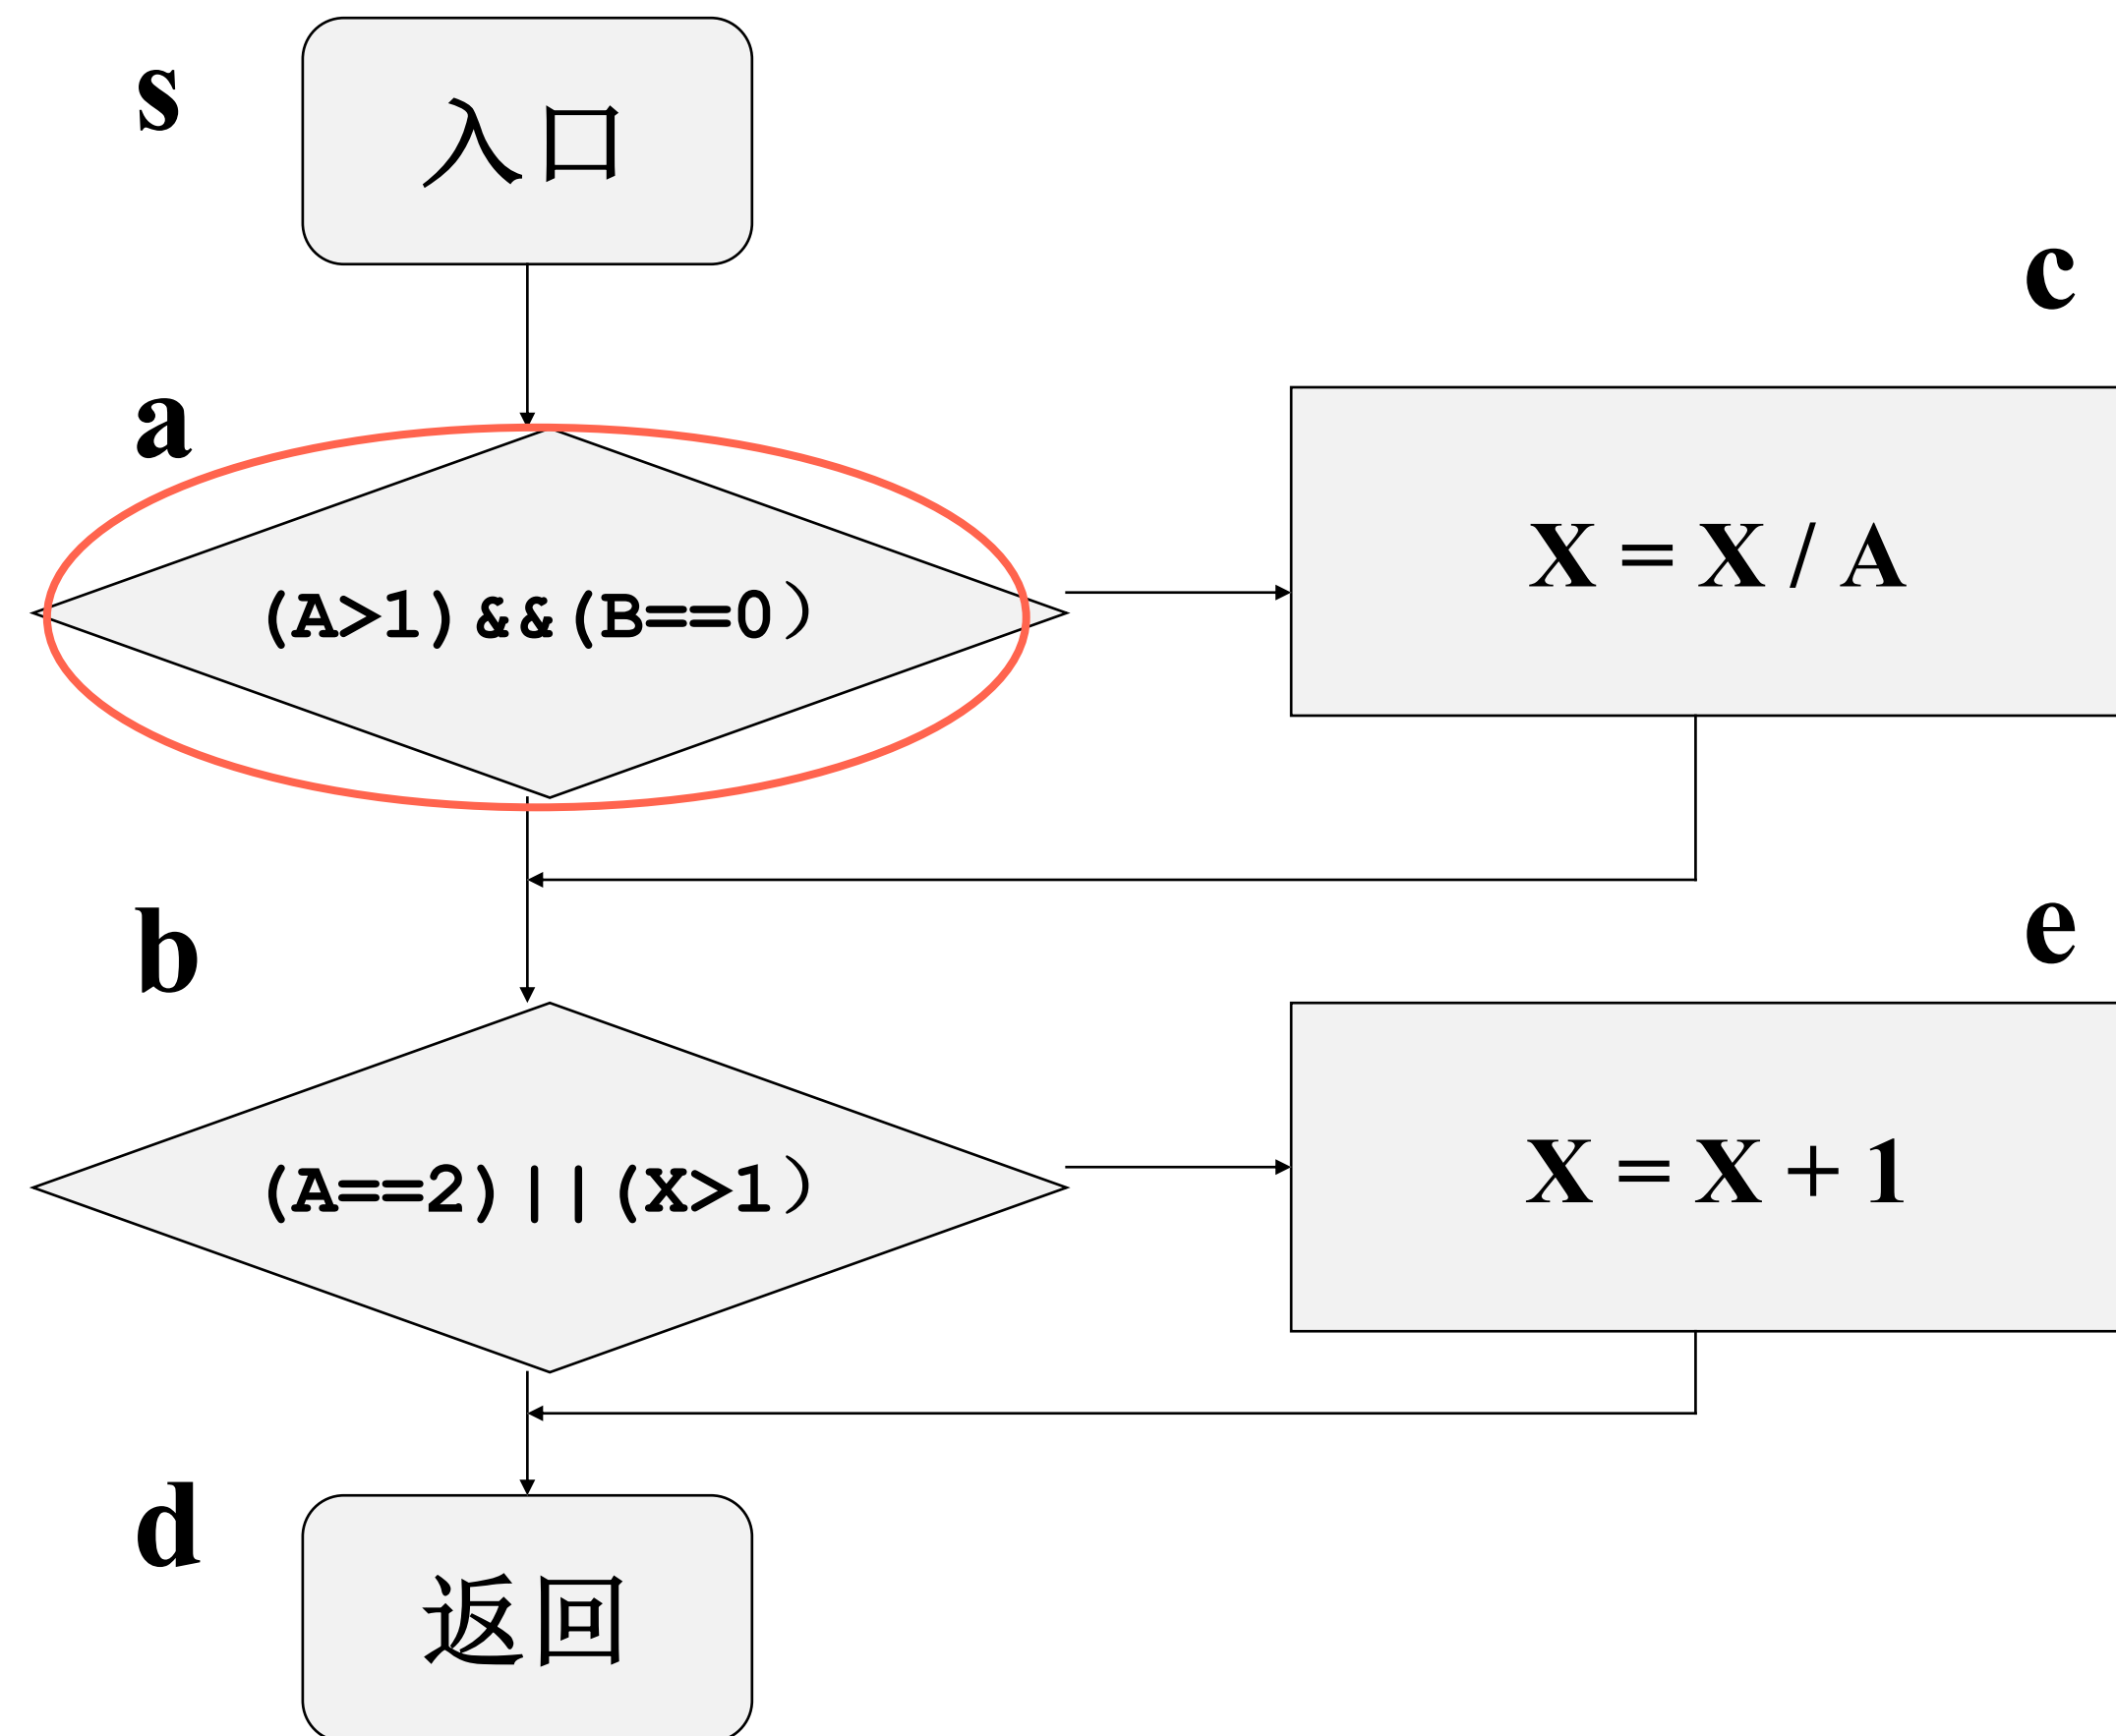 s
入口
c
a
X = X / A
(A>1)&&(B==0）
b
e
(A==2)||(X>1）
X = X + 1
d
返回